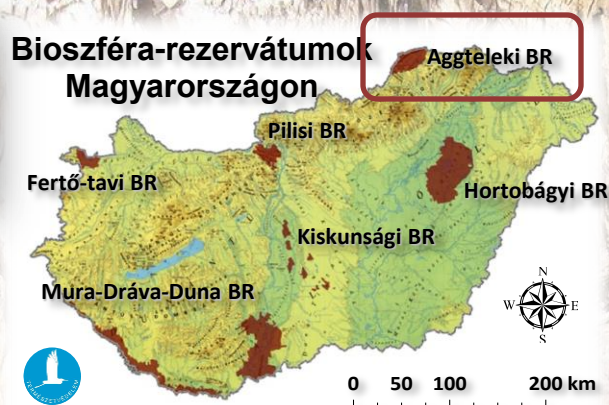 Bioszféra-rezervátumok
Magyarországon
Aggteleki BR
Pilisi BR
Fertő-tavi BR
Hortobágyi BR
Kiskunsági BR
Mura-Dráva-Duna BR
N
W
E
S
TERMÉSZETVÉDELEM
0 50 100 200 km